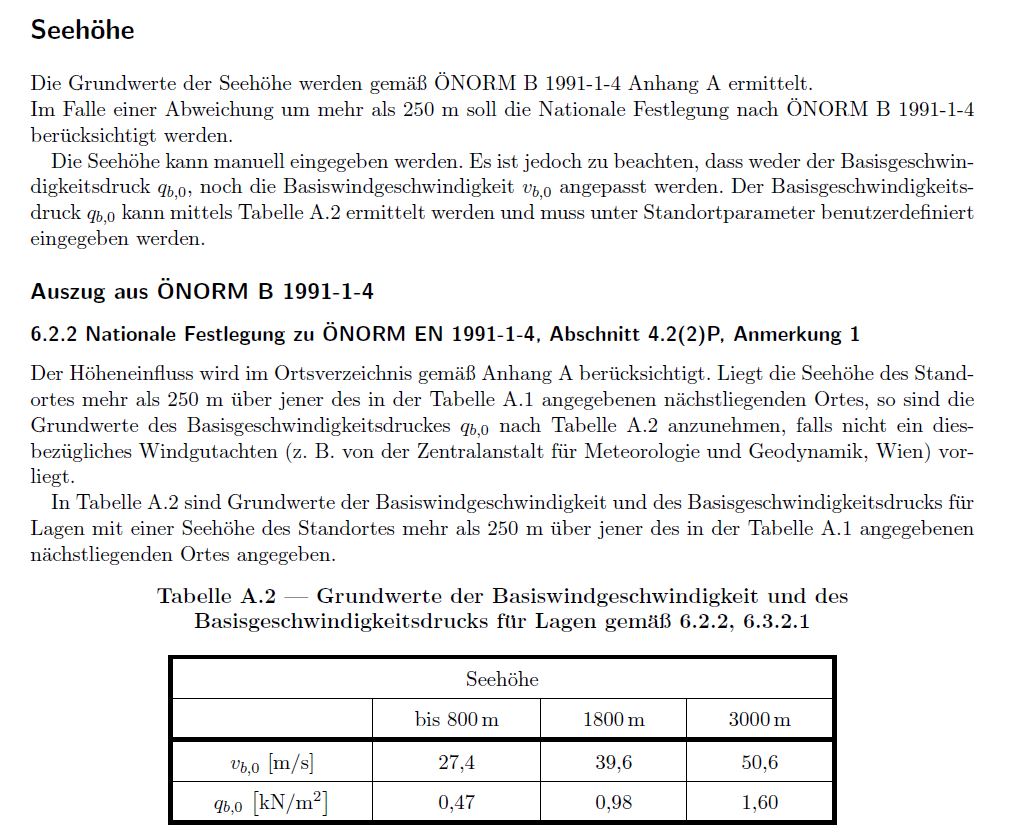 Seehöhe
Die Grundwerte der Seehöhe werden gemäß ÖNORM B 1991-1-4 Anhang A ermittelt.
Im Falle einer Abweichung um mehr als 250 m soll die Nationale Festlegung nach ÖNORM B 1991-1-4
berücksichtigt werden.
Die Seehöhe kann manuell eingegeben werden. Es ist jedoch zu beachten, dass weder der Basisgeschwin-
digkeitsdruck q_{b,0}, noch die Basiswindgeschwindigkeit v_{b,0} angepasst werden. Der Basisgeschwindigkeits-
druck q_{b,0} kann mittels Tabelle A.2 ermittelt werden und muss unter Standortparameter benutzerdefiniert
eingegeben werden.
Auszug aus ÖNORM B 1991-1-4
6.2.2 Nationale Festlegung zu ÖNORM EN 1991-1-4, Abschnitt 4.2(2)P, Anmerkung 1
Der Höheneinfluss wird im Ortsverzeichnis gemäß Anhang A berücksichtigt. Liegt die Seehöhe des Stand-
ortes mehr als 250 m über jener des in der Tabelle A.1 angegebenen nächstliegenden Ortes, so sind die
Grundwerte des Basisgeschwindigkeitsdruckes q_{b,0} nach Tabelle A.2 anzunehmen, falls nicht ein dies-
bezügliches Windgutachten (z. B. von der Zentralanstalt für Meteorologie und Geodynamik, Wien) vor-
liegt.
In Tabelle A.2 sind Grundwerte der Basiswindgeschwindigkeit und des Basisgeschwindigkeitsdrucks für
Lagen mit einer Seehöhe des Standortes mehr als 250 m über jener des in der Tabelle A.1 angegebenen
nächstliegenden Ortes angegeben.
Tabelle A.2 — Grundwerte der Basiswindgeschwindigkeit und des
Basisgeschwindigkeitsdrucks für Lagen gemäß 6.2.2, 6.3.2.1
Seehöhe
bis 800 m 1800 m 3000 m
v_{b,0} [m/s] 27,4 39,6 50,6
q_{b,0} [kN/m²] 0,47 0,98 1,60